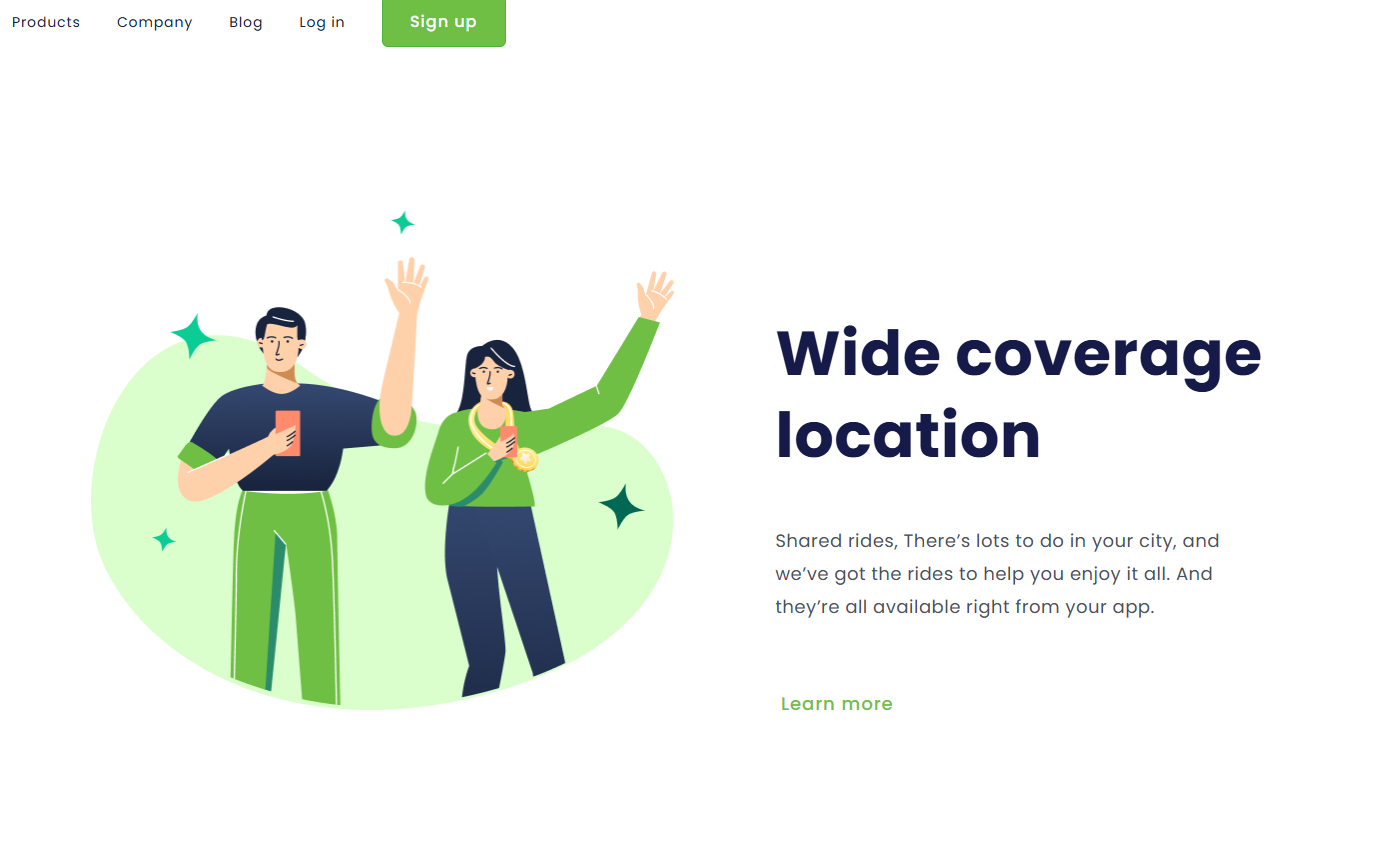 Products Company Blog Log in Sign up
Wide coverage
location
Shared rides, There’s lots to do in your city, and
we’ve got the rides to help you enjoy it all. And
they’re all available right from your app.
Learn more